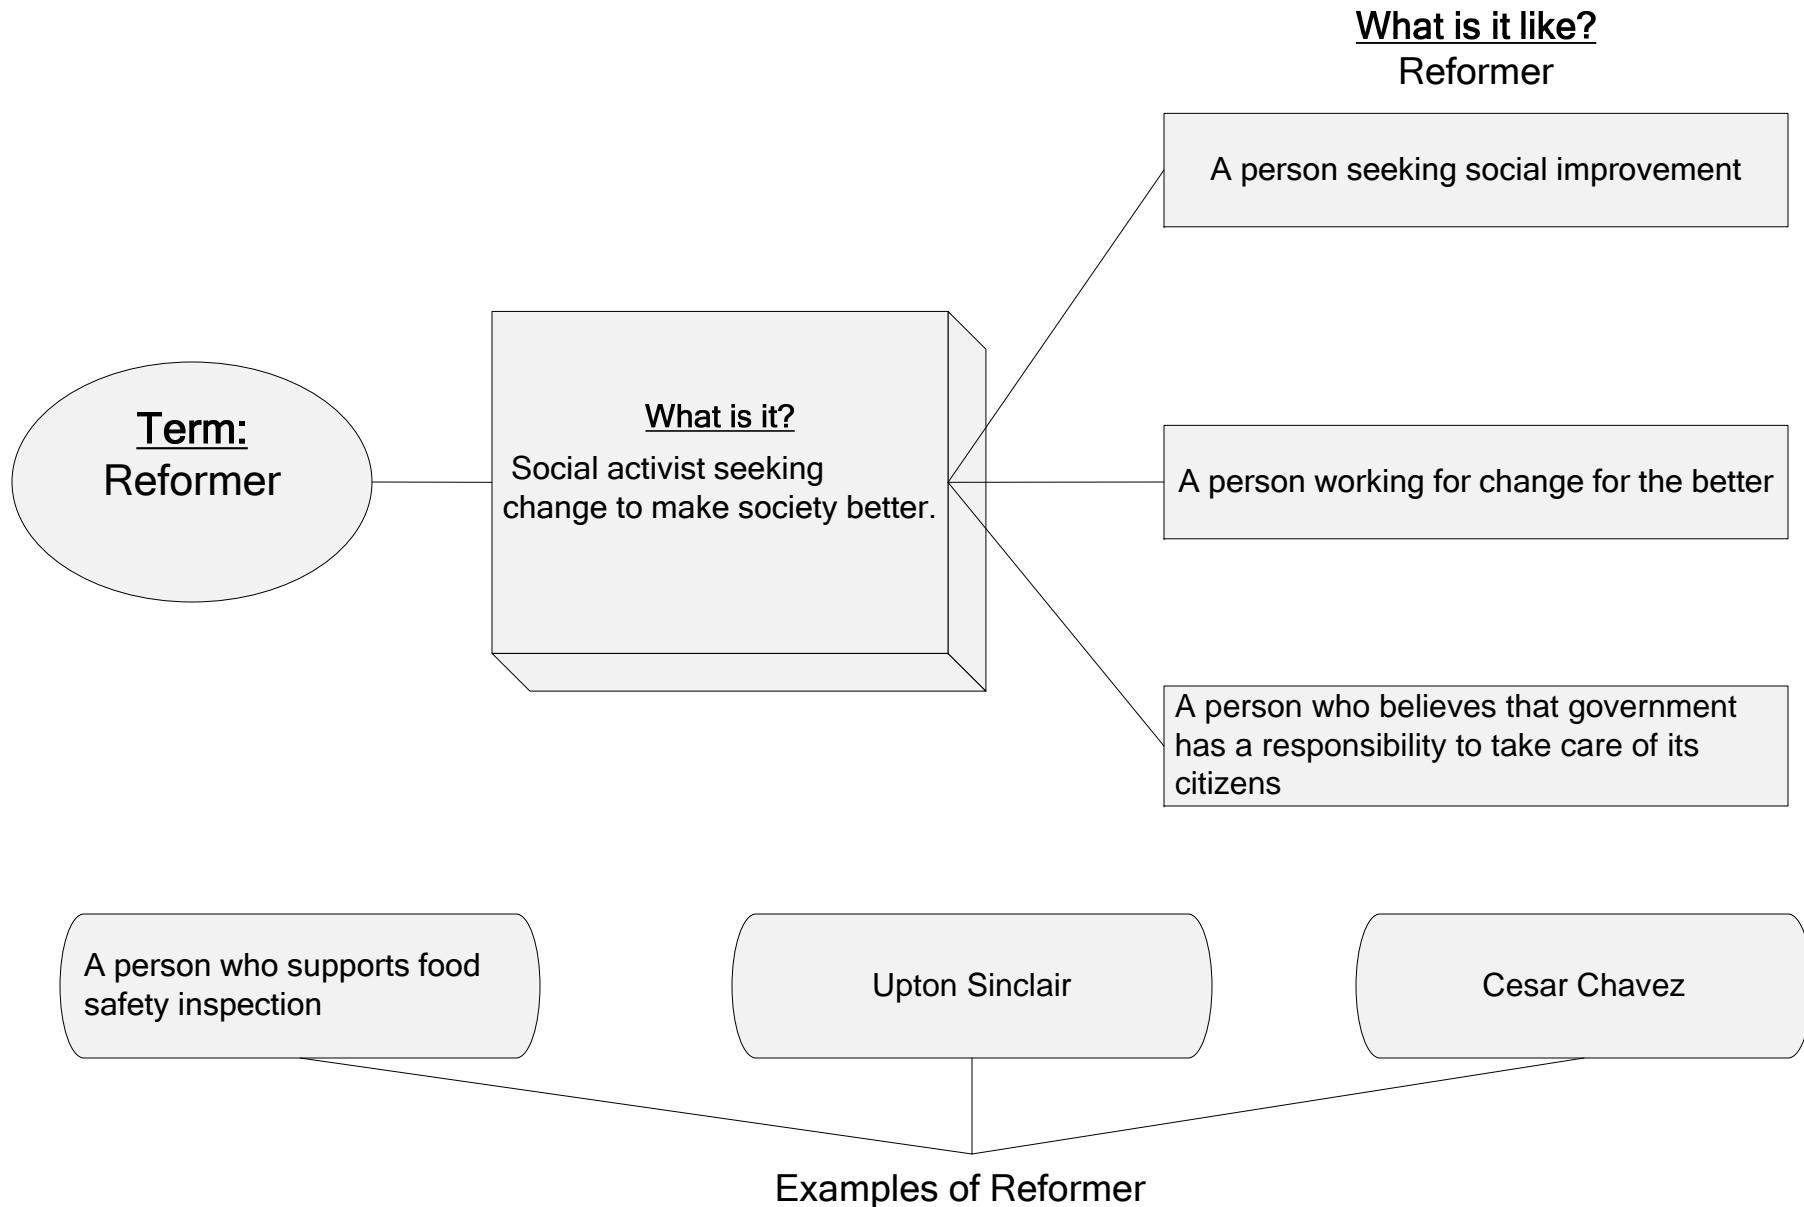 What is it like?
Reformer
A person seeking social improvement
Term:
Reformer
What is it?
Social activist seeking
change to make society better.
A person working for change for the better
A person who believes that government
has a responsibility to take care of its
citizens
A person who supports food
safety inspection
Upton Sinclair
Cesar Chavez
Examples of Reformer